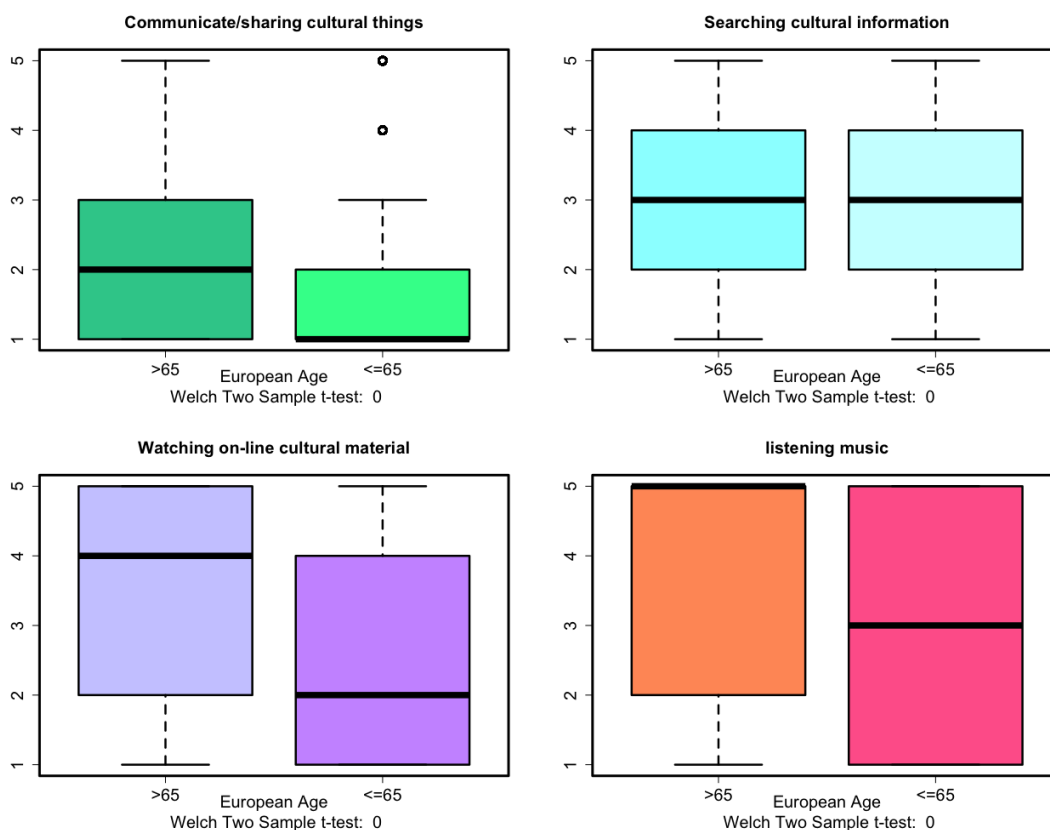 Communicate/sharing cultural things
5
4
3
2
1
>65
<=65
European Age
Welch Two Sample t-test:  0
Searching cultural information
5
4
3
2
1
>65
<=65
European Age
Welch Two Sample t-test:  0
Watching on-line cultural material
5
4
3
2
1
>65
<=65
European Age
Welch Two Sample t-test:  0
listening music
5
4
3
2
1
>65
<=65
European Age
Welch Two Sample t-test:  0